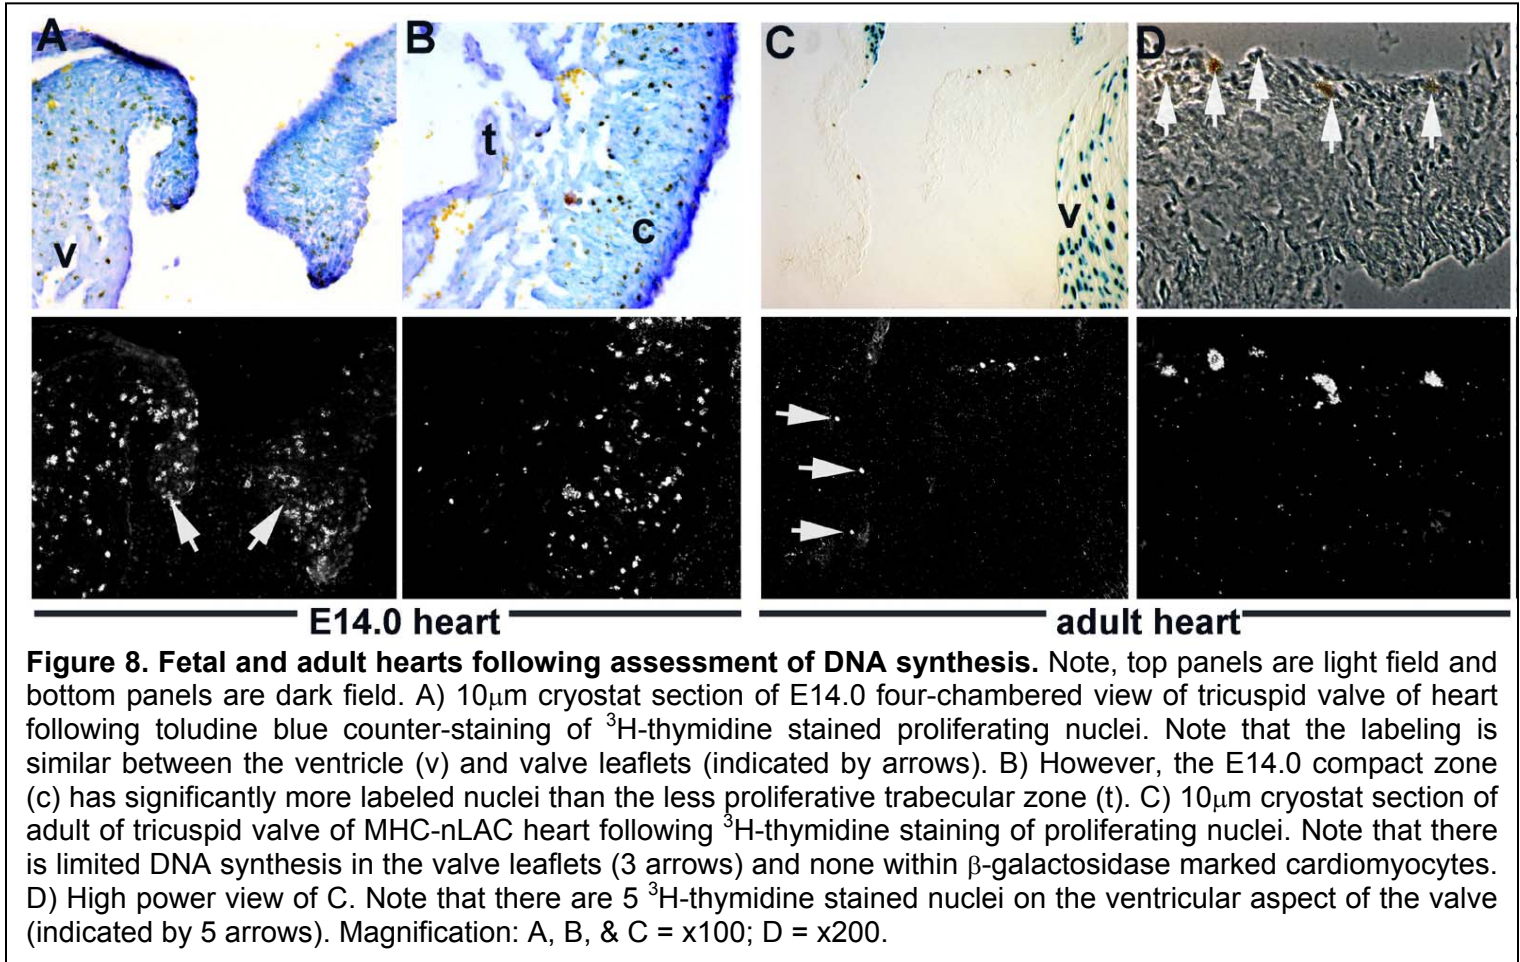 A B C D
t
c
v
v
E14.0 heart adult heart
Figure 8. Fetal and adult hearts following assessment of DNA synthesis. Note, top panels are light field and
bottom panels are dark field. A) 10μm cryostat section of E14.0 four-chambered view of tricuspid valve of heart
following toludine blue counter-staining of ³H-thymidine stained proliferating nuclei. Note that the labeling is
similar between the ventricle (v) and valve leaflets (indicated by arrows). B) However, the E14.0 compact zone
(c) has significantly more labeled nuclei than the less proliferative trabecular zone (t). C) 10μm cryostat section of
adult of tricuspid valve of MHC-nLAC heart following ³H-thymidine staining of proliferating nuclei. Note that there
is limited DNA synthesis in the valve leaflets (3 arrows) and none within β-galactosidase marked cardiomyocytes.
D) High power view of C. Note that there are 5 ³H-thymidine stained nuclei on the ventricular aspect of the valve
(indicated by 5 arrows). Magnification: A, B, & C = x100; D = x200.